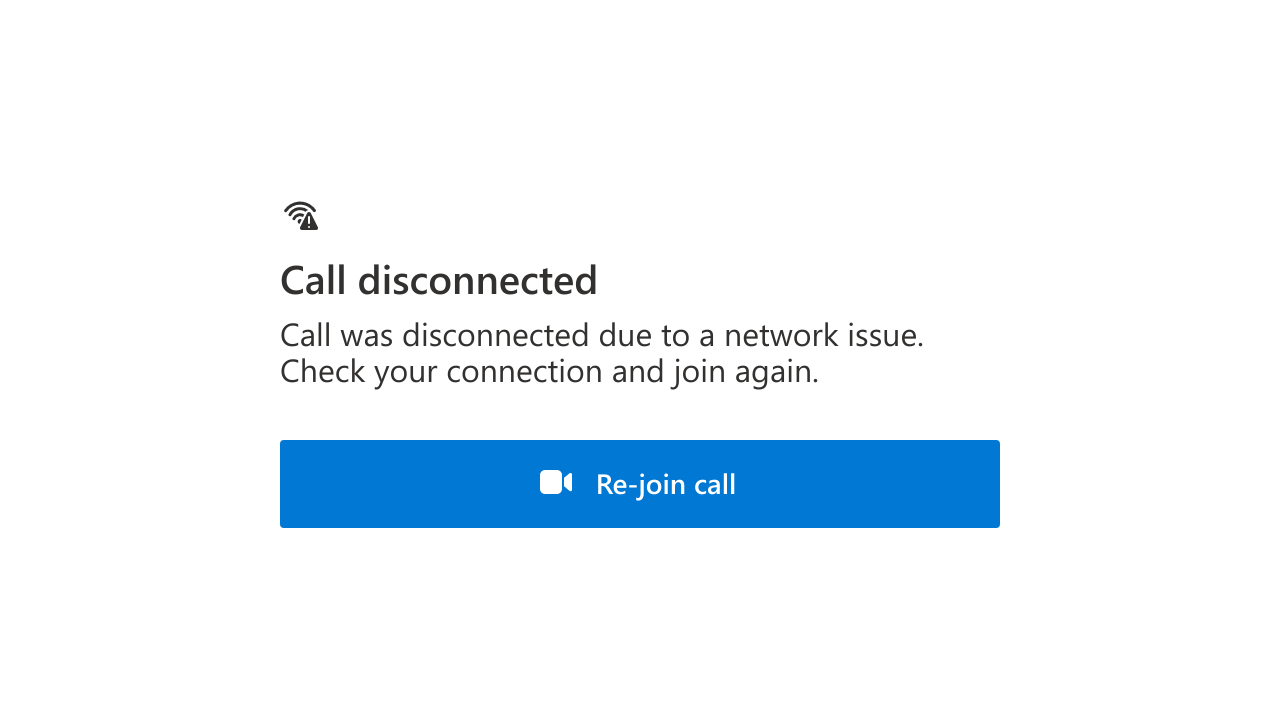 Call disconnected
Call was disconnected due to a network issue.
Check your connection and join again.
Re-join call